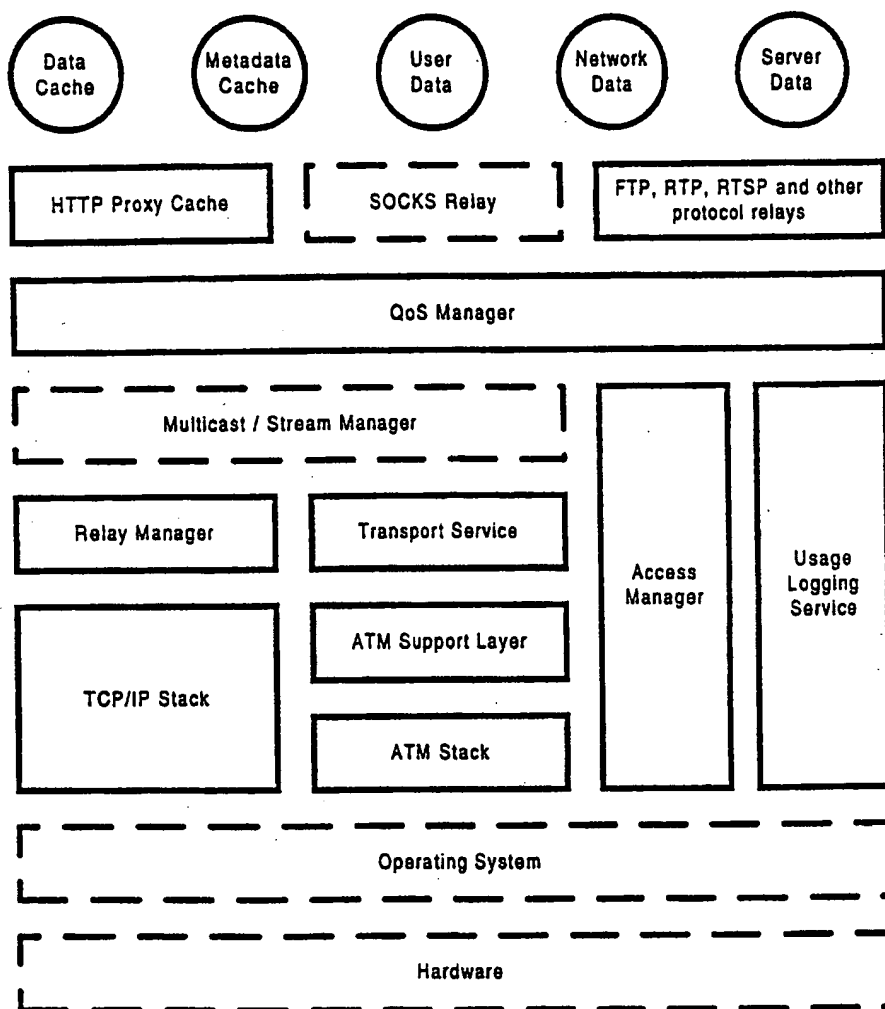 Data
Cache
Metadata
Cache
User
Data
Network
Data
Server
Data
HTTP Proxy Cache
SOCKS Relay
FTP, RTP, RTSP and other
protocol relays
QoS Manager
Multicast / Stream Manager
Relay Manager
Transport Service
Access
Manager
Usage
Logging
Service
TCP/IP Stack
ATM Support Layer
ATM Stack
Operating System
Hardware